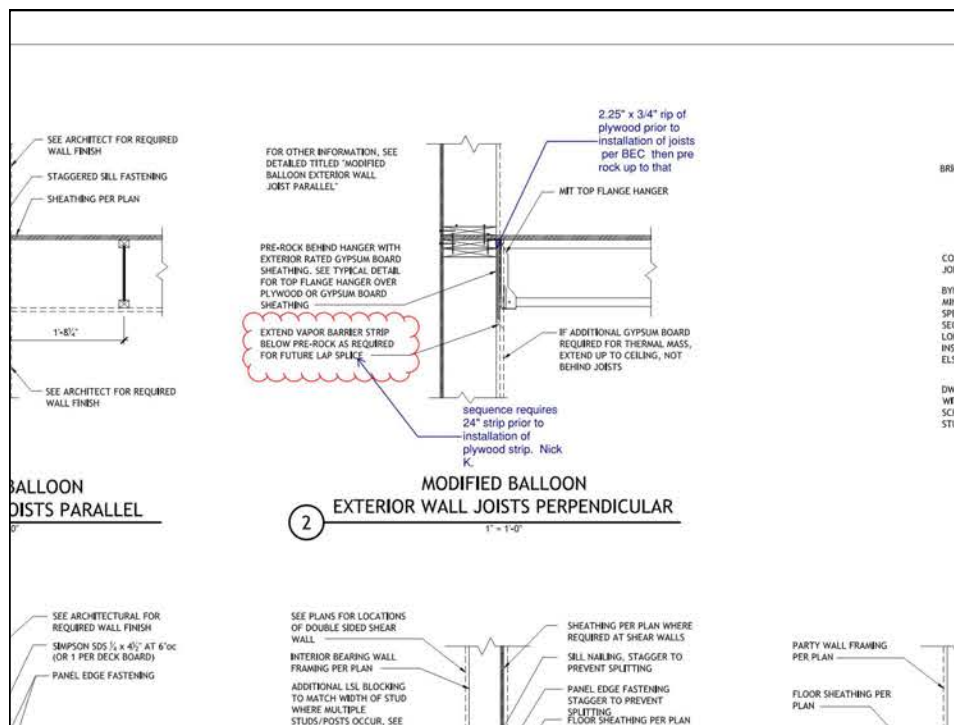 SEE ARCHITECT FOR REQUIRED
WALL FINISH
STAGGERED SILL FASTENING
SHEATHING PER PLAN
1'-8¼"
SEE ARCHITECT FOR REQUIRED
WALL FINISH
BALLOON
JOISTS PARALLEL
FOR OTHER INFORMATION, SEE
DETAILED TITLED "MODIFIED
BALLOON EXTERIOR WALL
JOIST PARALLEL"
2.25" x 3/4" rip of
plywood prior to
installation of joists
per BEC then pre
rock up to that
MIT TOP FLANGE HANGER
PRE-ROCK BEHIND HANGER WITH
EXTERIOR RATED GYPSUM BOARD
SHEATHING. SEE TYPICAL DETAIL
FOR TOP FLANGE HANGER OVER
PLYWOOD OR GYPSUM BOARD
SHEATHING
EXTEND VAPOR BARRIER STRIP
BELOW PRE-ROCK AS REQUIRED
FOR FUTURE LAP SPLICE
IF ADDITIONAL GYPSUM BOARD
REQUIRED FOR THERMAL MASS,
EXTEND UP TO CEILING, NOT
BEHIND JOISTS
sequence requires
24" strip prior to
installation of
plywood strip. Nick
K.
MODIFIED BALLOON
EXTERIOR WALL JOISTS PERPENDICULAR
2
1" = 1'-0"
SEE ARCHITECTURAL FOR
REQUIRED WALL FINISH
SIMPSON SDS ¼ x 4½" AT 6"oc
(OR 1 PER DECK BOARD)
PANEL EDGE FASTENING
SEE PLANS FOR LOCATIONS
OF DOUBLE SIDED SHEAR
WALL
INTERIOR BEARING WALL
FRAMING PER PLAN
ADDITIONAL LSL BLOCKING
TO MATCH WIDTH OF STUD
WHERE MULTIPLE
STUDS/POSTS OCCUR, SEE
SHEATHING PER PLAN WHERE
REQUIRED AT SHEAR WALLS
SILL NAILING, STAGGER TO
PREVENT SPLITTING
PANEL EDGE FASTENING
STAGGER TO PREVENT
SPLITTING
FLOOR SHEATHING PER PLAN
PARTY WALL FRAMING
PER PLAN
FLOOR SHEATHING PER
PLAN